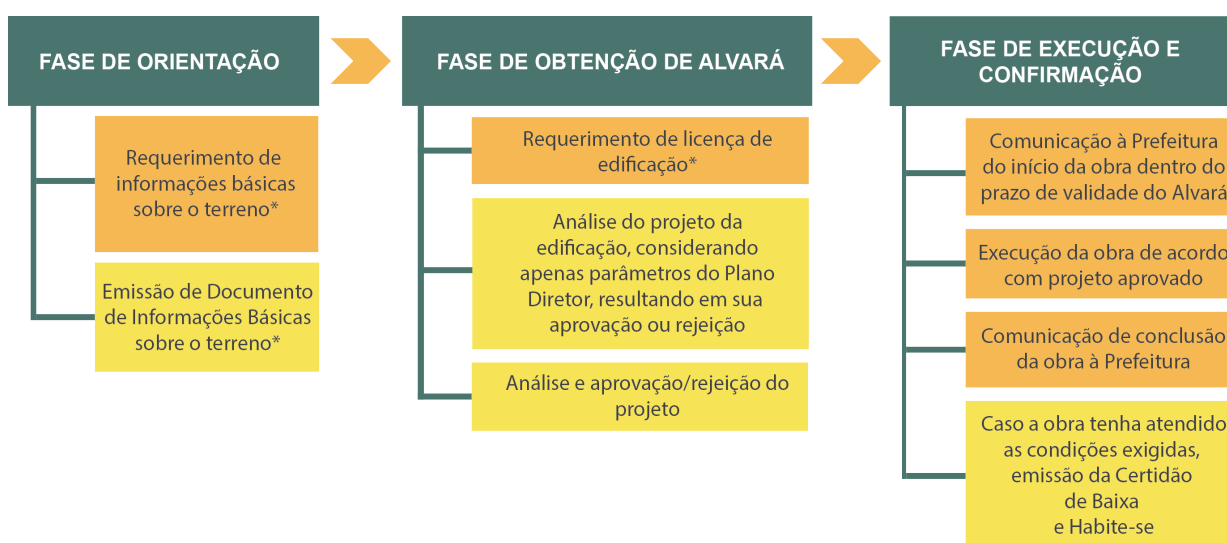 FASE DE ORIENTAÇÃO
Requerimento de
informações básicas
sobre o terreno*
Emissão de Documento
de Informações Básicas
sobre o terreno*
FASE DE OBTENÇÃO DE ALVARÁ
Requerimento de licença de
edificação*
Análise do projeto da
edificação, considerando
apenas parâmetros do Plano
Diretor, resultando em sua
aprovação ou rejeição
Análise e aprovação/rejeição do
projeto
FASE DE EXECUÇÃO E
CONFIRMAÇÃO
Comunicação à Prefeitura
do início da obra dentro do
prazo de validade do Alvará
Execução da obra de acordo
com projeto aprovado
Comunicação de conclusão
da obra à Prefeitura
Caso a obra tenha atendido
as condições exigidas,
emissão da Certidão
de Baixa
e Habite-se